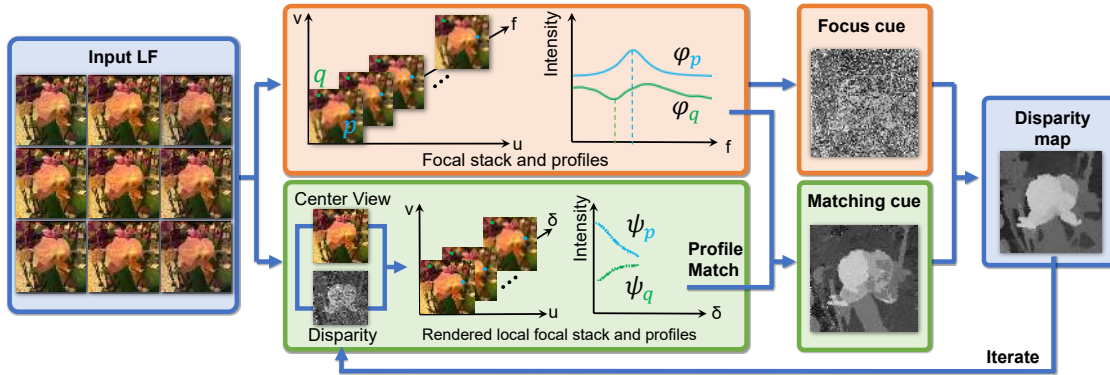 Input LF
v
f
q
p
u
Focal stack and profiles
Intensity
φp
φq
f
Focus cue
Center View
Disparity
v
δ
u
Rendered local focal stack and profiles
Intensity
ψp
ψq
δ
Profile
Match
Matching cue
Disparity
map
Iterate